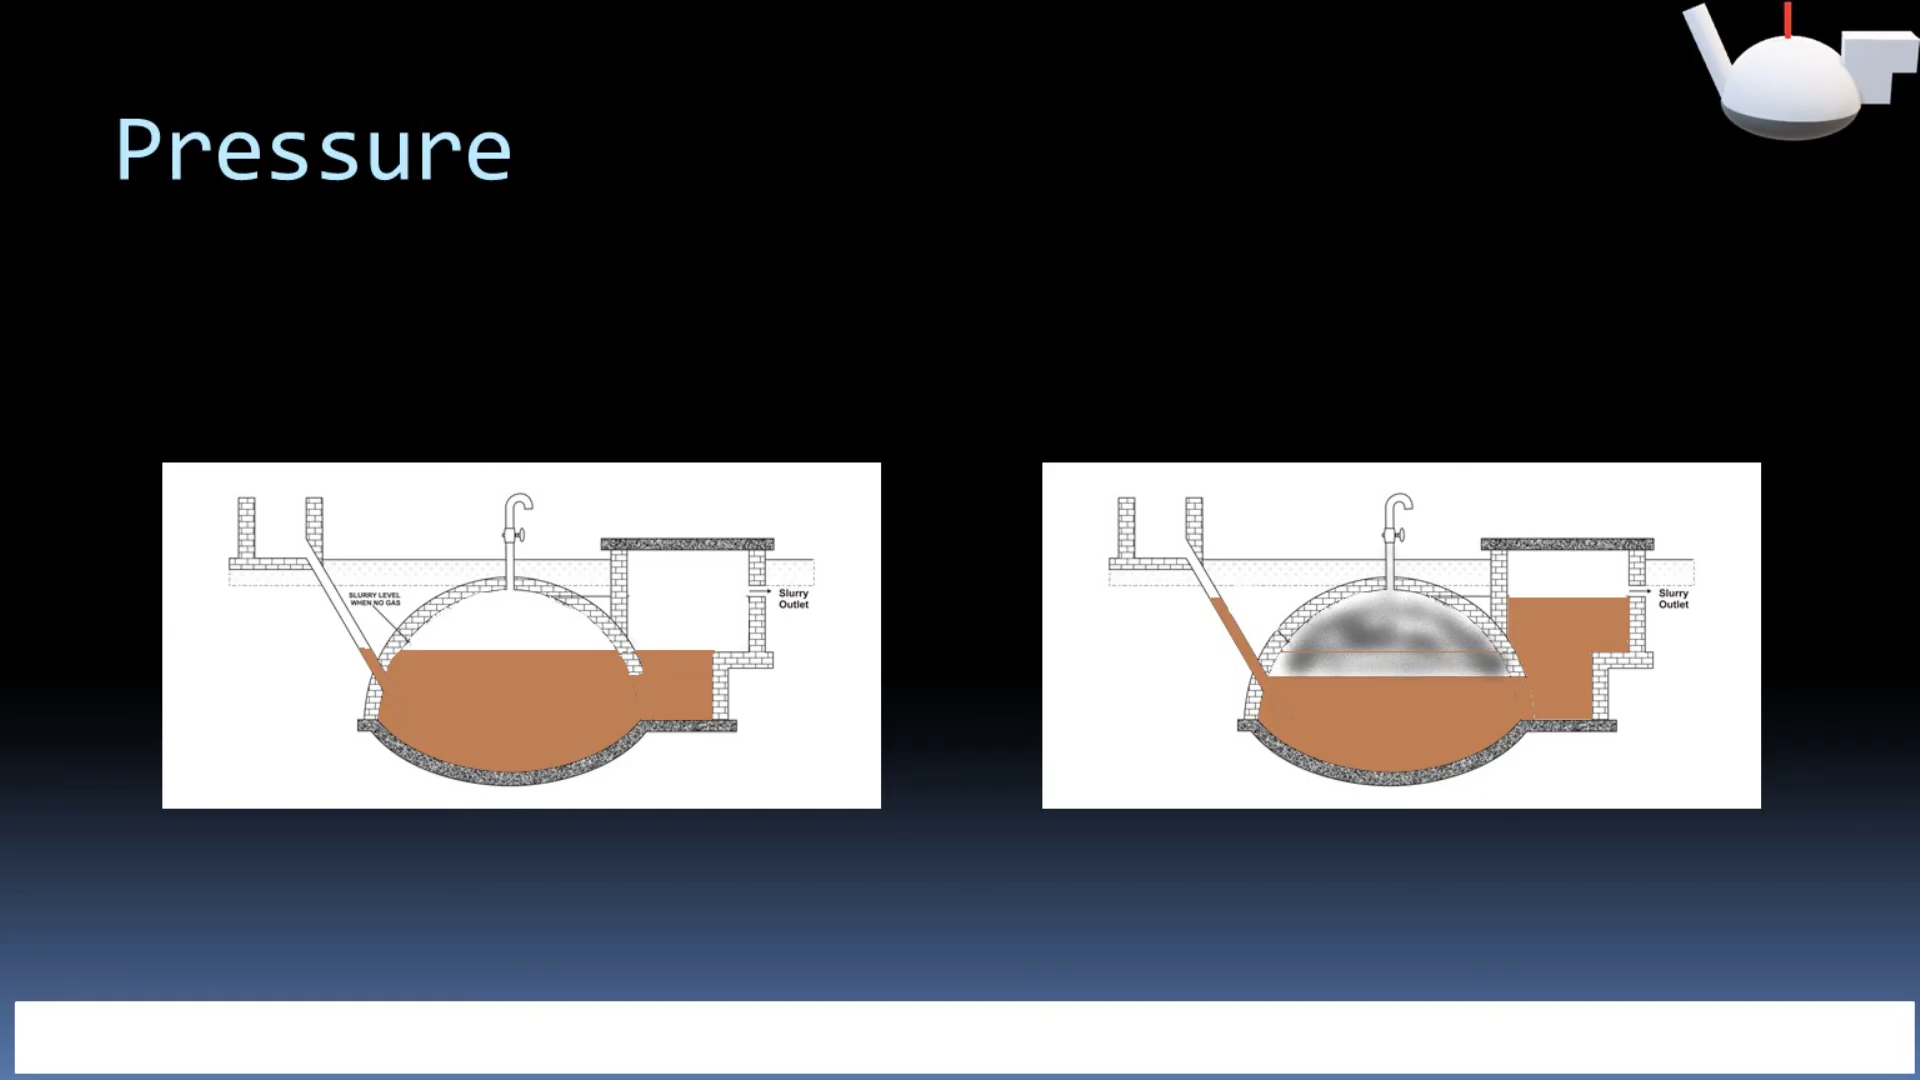 Pressure
SLURRY LEVEL
WHEN NO GAS
Slurry
Outlet
Slurry
Outlet